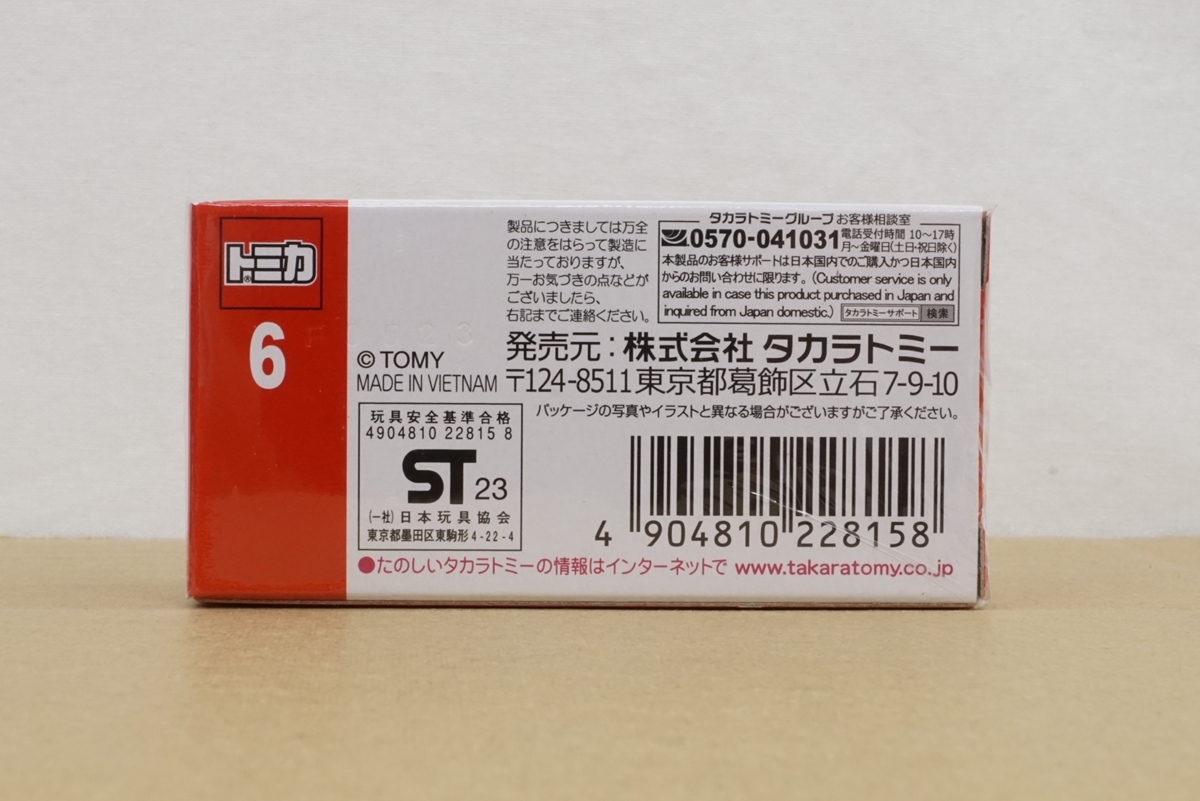 トミカ
®
6
製品につきましては万全
の注意をはらって製造に
当たっておりますが、
万一お気づきの点などが
ございましたら、
右記までご連絡ください。
タカラトミーグループ お客様相談室
0570-041031 電話受付時間 10〜17時
月〜金曜日(土日・祝日除く)
本製品のお客様サポートは日本国内でのご購入かつ日本国内
からのお問い合わせに限ります。(Customer service is only
available in case this product purchased in Japan and
inquired from Japan domestic.) タカラトミーサポート 検索
© TOMY
MADE IN VIETNAM
発売元:株式会社 タカラトミー
〒124-8511 東京都葛飾区立石7-9-10
パッケージの写真やイラストと異なる場合がございますがご了承ください。
玩具安全基準合格
4904810 22815 8
ST 23
(一社)日本玩具協会
東京都墨田区東駒形4-22-4
4 904810 228158
●たのしいタカラトミーの情報はインターネットで www.takaratomy.co.jp